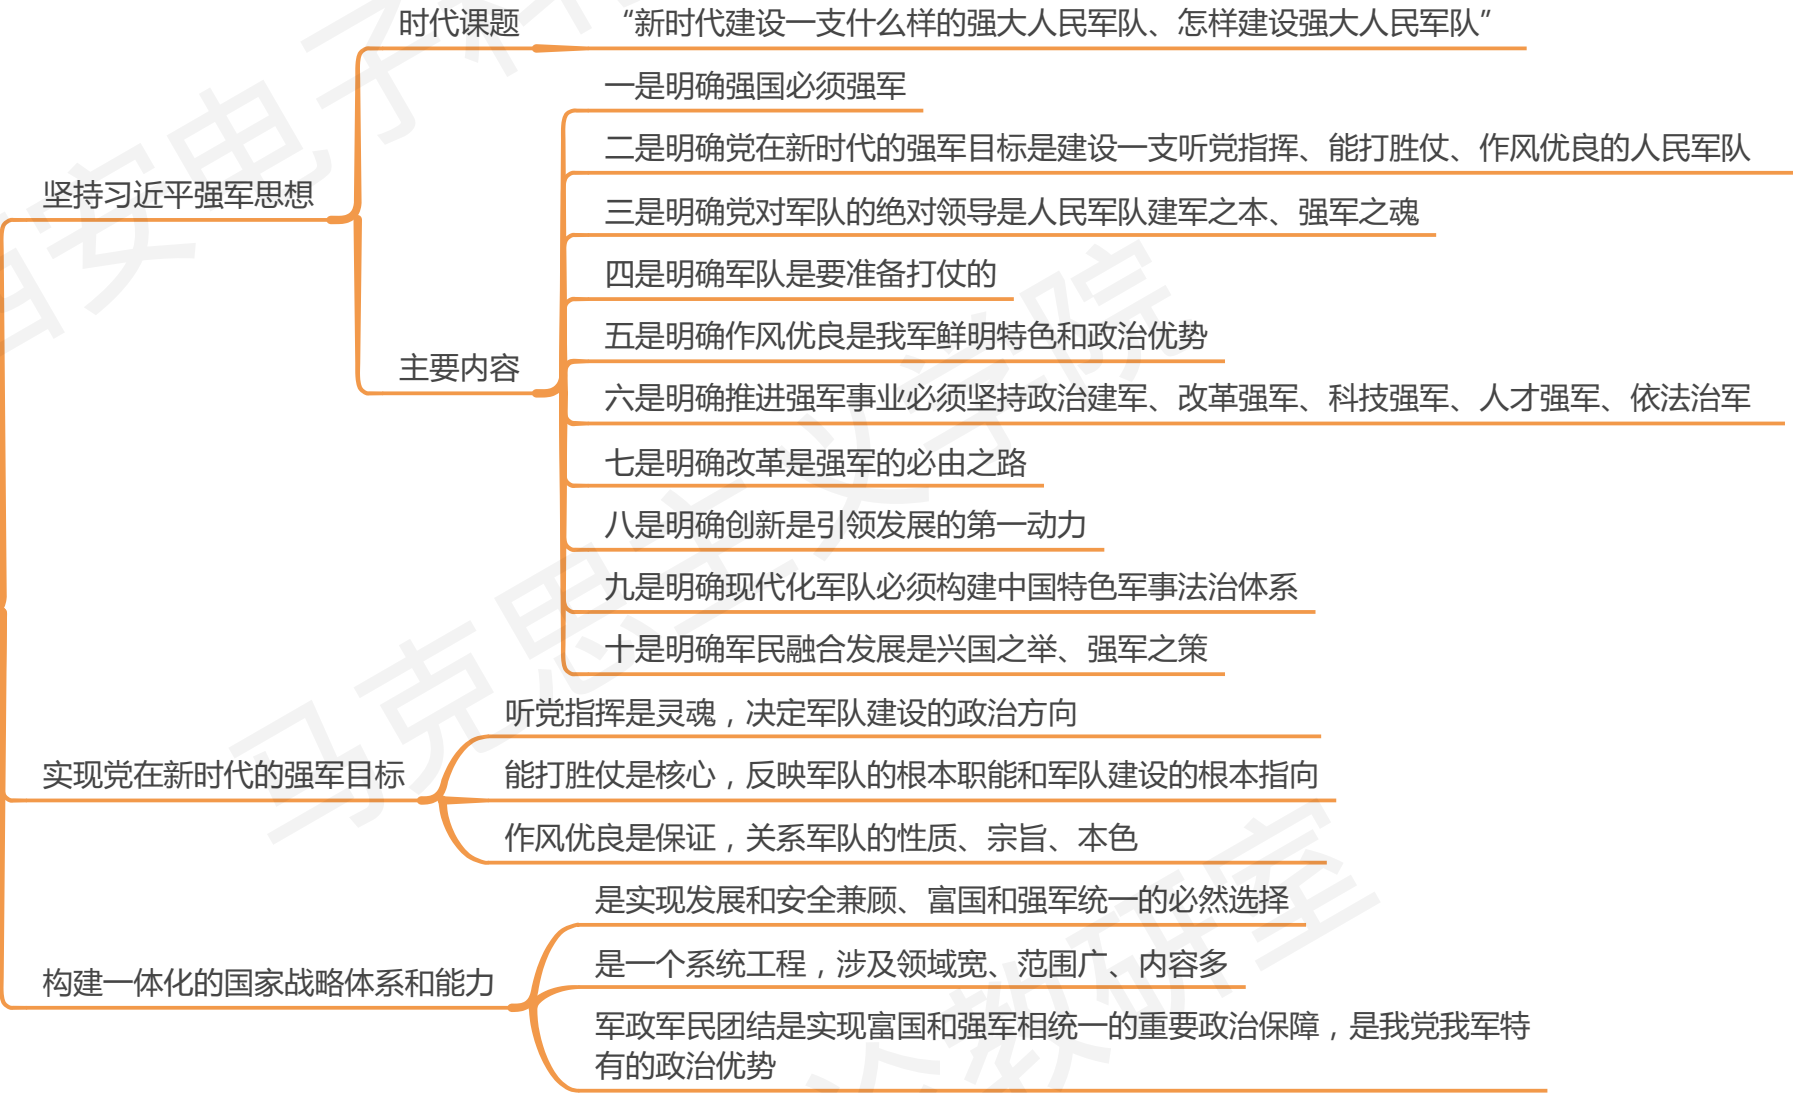 时代课题
“新时代建设一支什么样的强大人民军队、怎样建设强大人民军队”
坚持习近平强军思想
主要内容
一是明确强国必须强军
二是明确党在新时代的强军目标是建设一支听党指挥、能打胜仗、作风优良的人民军队
三是明确党对军队的绝对领导是人民军队建军之本、强军之魂
四是明确军队是要准备打仗的
五是明确作风优良是我军鲜明特色和政治优势
六是明确推进强军事业必须坚持政治建军、改革强军、科技强军、人才强军、依法治军
七是明确改革是强军的必由之路
八是明确创新是引领发展的第一动力
九是明确现代化军队必须构建中国特色军事法治体系
十是明确军民融合发展是兴国之举、强军之策
实现党在新时代的强军目标
听党指挥是灵魂，决定军队建设的政治方向
能打胜仗是核心，反映军队的根本职能和军队建设的根本指向
作风优良是保证，关系军队的性质、宗旨、本色
构建一体化的国家战略体系和能力
是实现发展和安全兼顾、富国和强军统一的必然选择
是一个系统工程，涉及领域宽、范围广、内容多
军政军民团结是实现富国和强军相统一的重要政治保障，是我党我军特
有的政治优势
安电子科
马克思主义学院
教研室